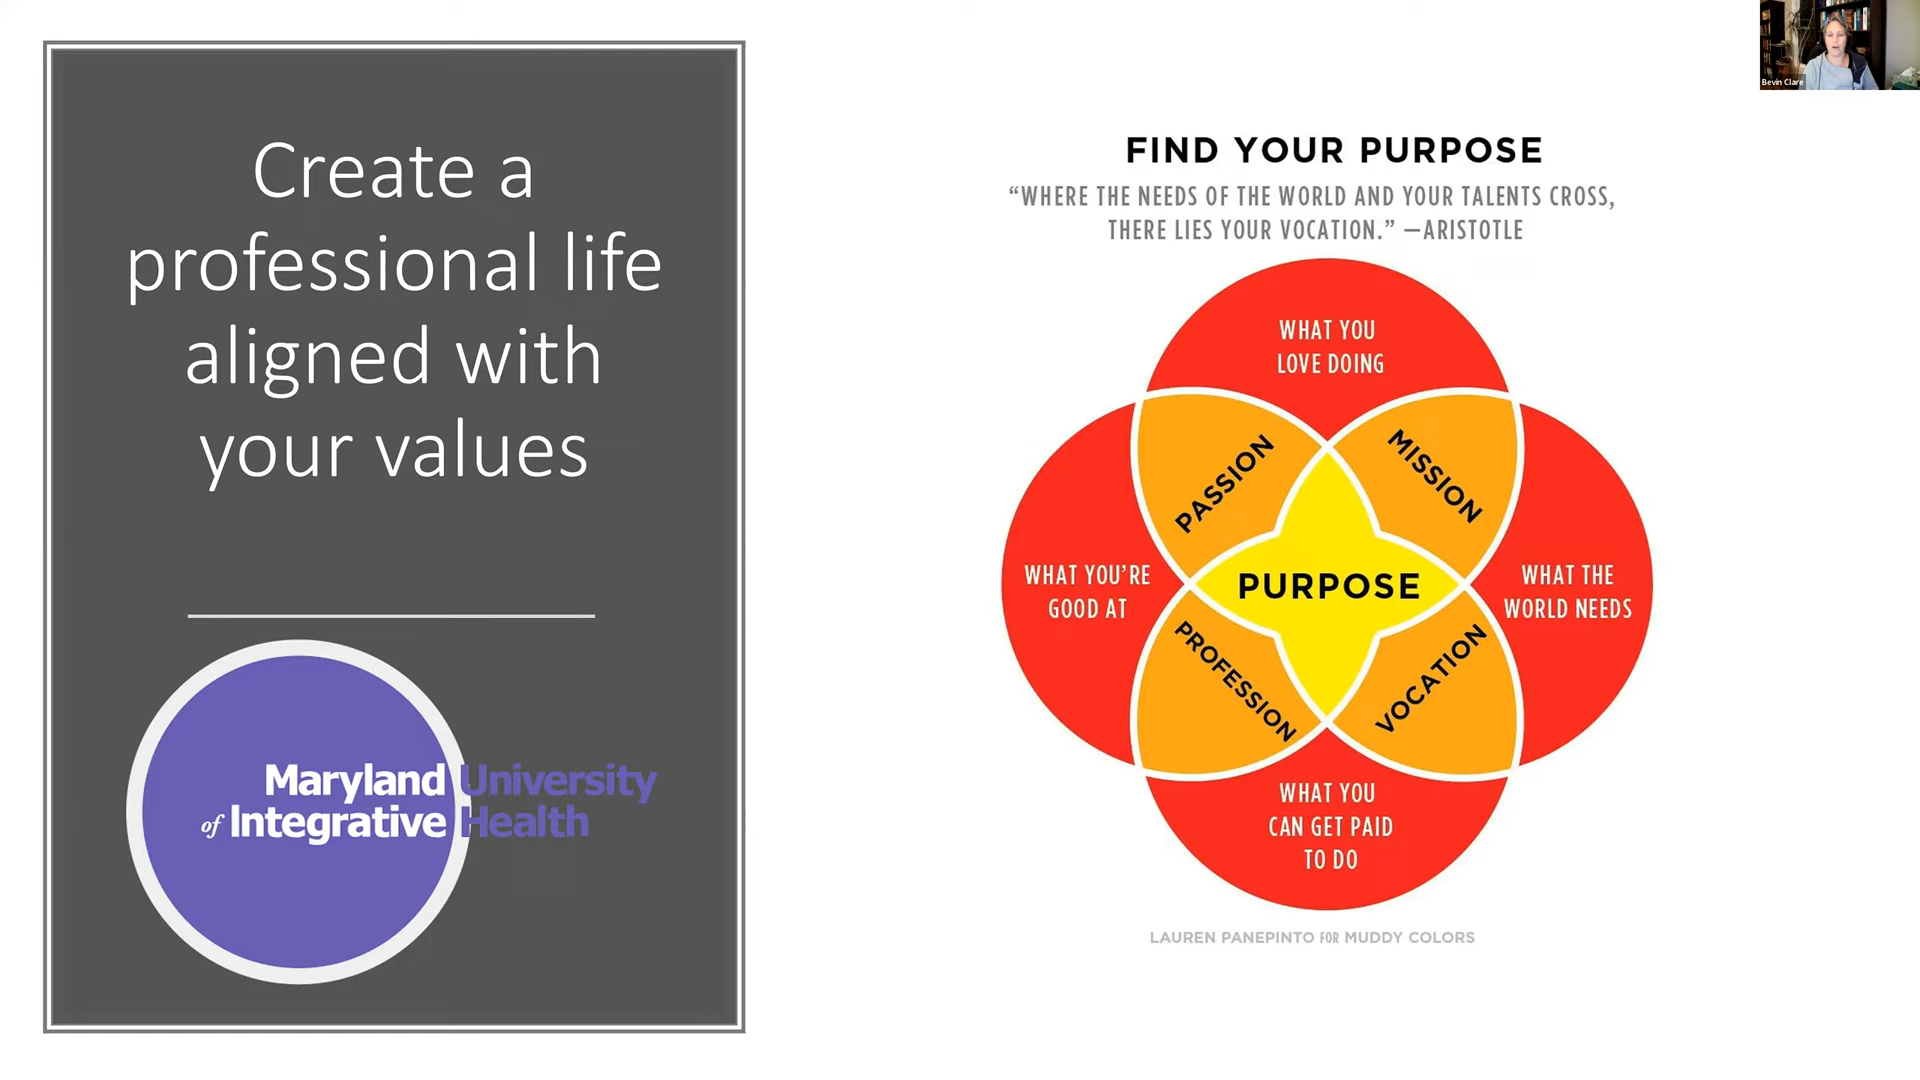 Create a
professional life
aligned with
your values
Maryland University
of Integrative Health
Bevin Clare
FIND YOUR PURPOSE
“WHERE THE NEEDS OF THE WORLD AND YOUR TALENTS CROSS,
THERE LIES YOUR VOCATION.” —ARISTOTLE
WHAT YOU
LOVE DOING
PASSION
MISSION
WHAT YOU’RE
GOOD AT
PURPOSE
WHAT THE
WORLD NEEDS
PROFESSION
VOCATION
WHAT YOU
CAN GET PAID
TO DO
LAUREN PANEPINTO FOR MUDDY COLORS